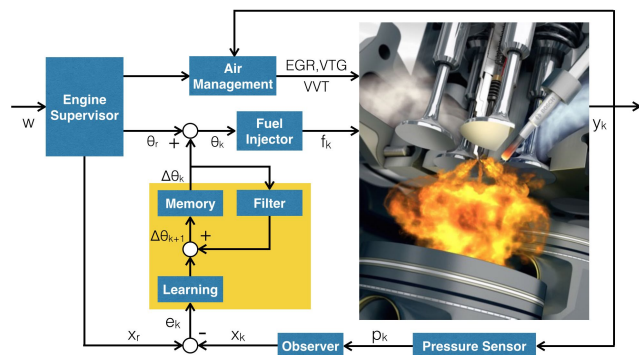 EGR,VTG
VVT
Air
Management
Engine
Supervisor
w
θr
+
θk
Fuel
Injector
fk
yk
Δθk
Memory
Filter
Δθk+1
+
Learning
ek
xr
-
xk
Observer
pk
Pressure Sensor